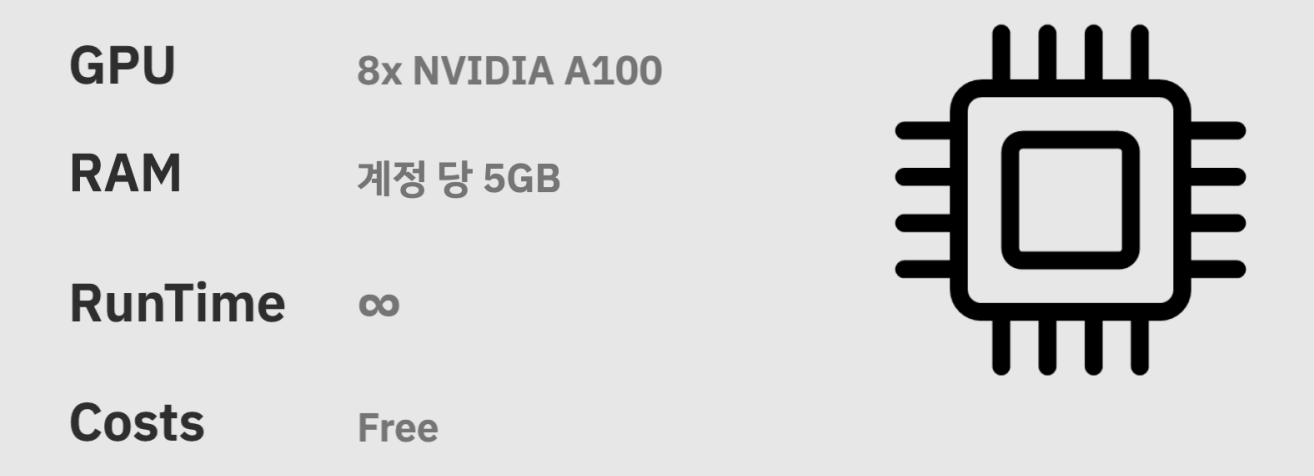 GPU 8x NVIDIA A100
RAM 계정 당 5GB
RunTime ∞
Costs Free